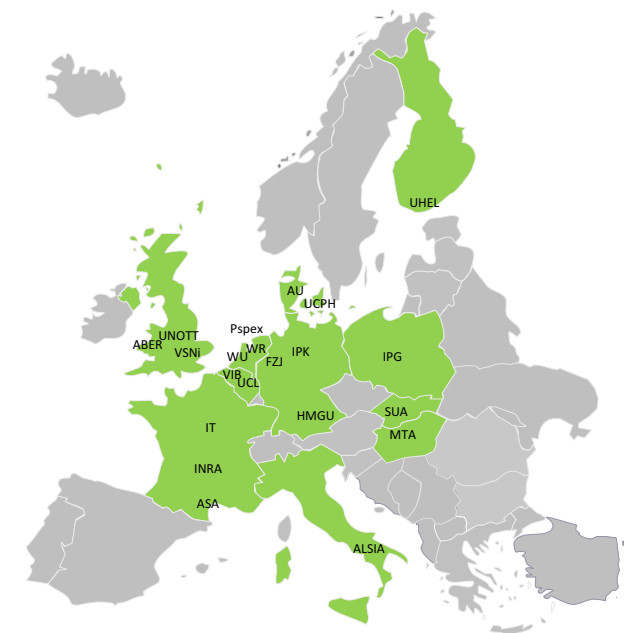 UHEL
AU
UCPH
Pspex
UNOTT
ABER
VSNi
WR
WU
FZJ
IPK
IPG
VIB
UCL
HMGU
SUA
IT
MTA
INRA
ASA
ALSIA